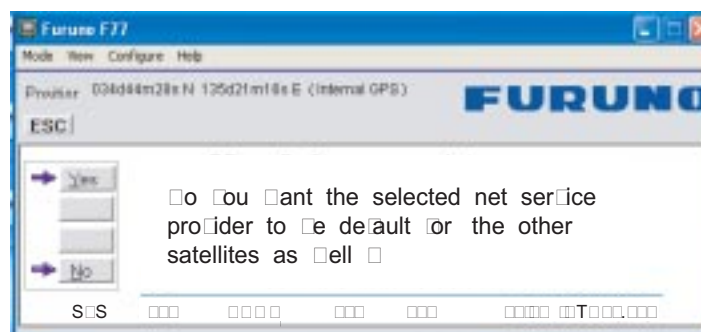 Furuno F77
Mode View Configure Help
Position 034d44m28s N 135d21m18s E (Internal GPS)
FURUNO
ESC
Yes
□o □ou □ant the selected net ser□ice
pro□ider to □e de□ault □or the other
satellites as □ell □
No
S□S